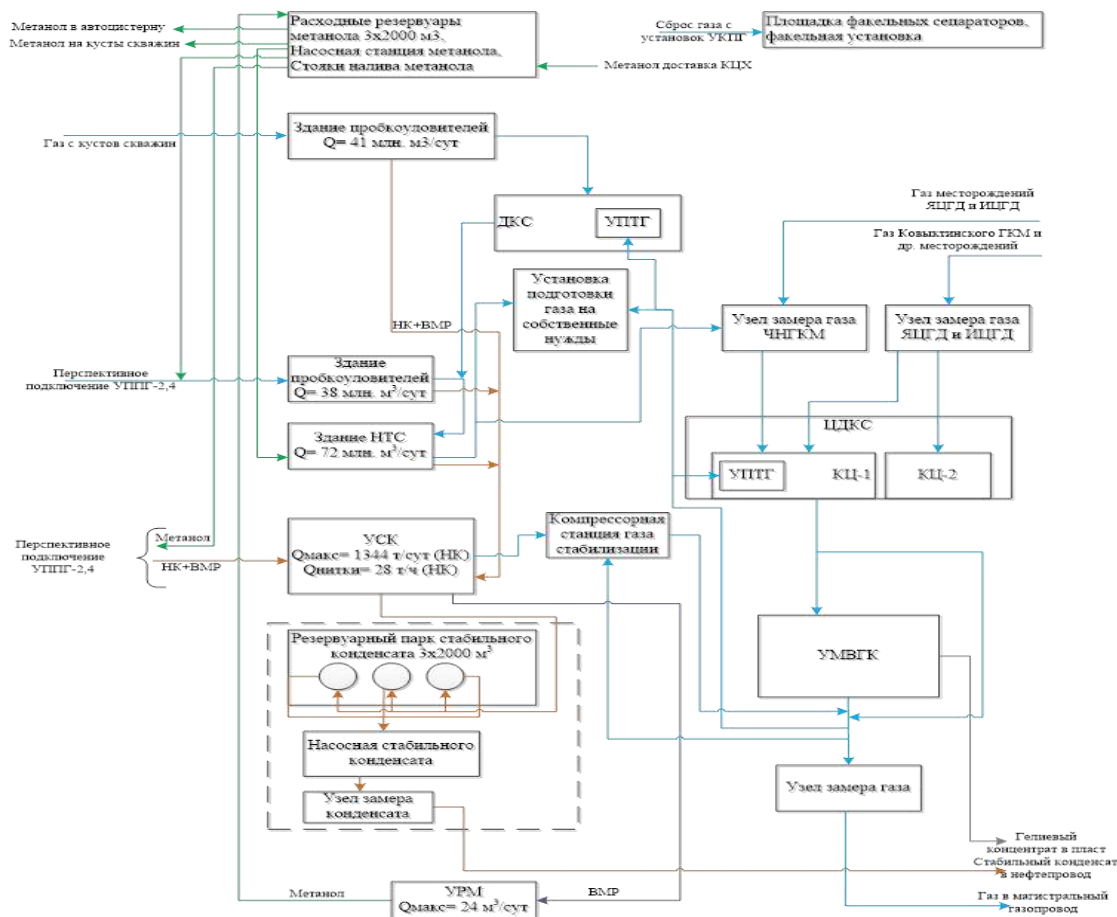 Метанол в автоцистерну
Метанол на кусты скважин
Расходные резервуары
метанола 3х2000 м3,
Насосная станция метанола,
Стояки налива метанола
Сброс газа с
установок УКПГ
Площадка факельных сепараторов,
факельная установка
Метанол доставка КЦХ
Газ с кустов скважин
Здание пробкоуловителей
Q= 41 млн. м3/сут
ДКС
УПТГ
Газ месторождений
ЯЦГД и ИЦГД
Газ Ковыктинского ГКМ и
др. месторождений
Установка
подготовки
газа на
собственные
нужды
НК+ВМР
Узел замера газа
ЧНГКМ
Узел замера газа
ЯЦГД и ИЦГД
Перспективное
подключение УППГ-2,4
Здание
пробкоуловителей
Q= 38 млн. м³/сут
Здание НТС
Q= 72 млн. м³/сут
ЦДКС
УПТГ
КЦ-1
КЦ-2
Перспективное
подключение
УППГ-2,4
Метанол
НК+ВМР
УСК
Qмакс= 1344 т/сут (НК)
Qнитки= 28 т/ч (НК)
Компрессорная
станция газа
стабилизации
Резервуарный парк стабильного
конденсата 3х2000 м³
УМВГК
Насосная стабильного
конденсата
Узел замера
конденсата
Узел замера газа
Гелиевый
концентрат в пласт
Стабильный конденсат
в нефтепровод
Метанол
УРМ
Qмакс= 24 м³/сут
ВМР
Газ в магистральный
газопровод